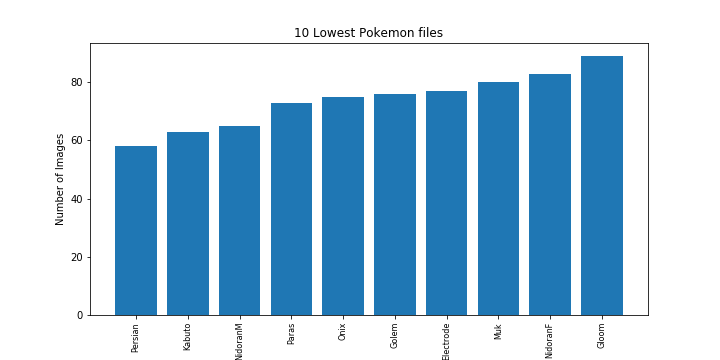 10 Lowest Pokemon files
Number of Images
80
60
40
20
0
Persian
Kabuto
NidoranM
Paras
Onix
Golem
Electrode
Muk
NidoranF
Gloom